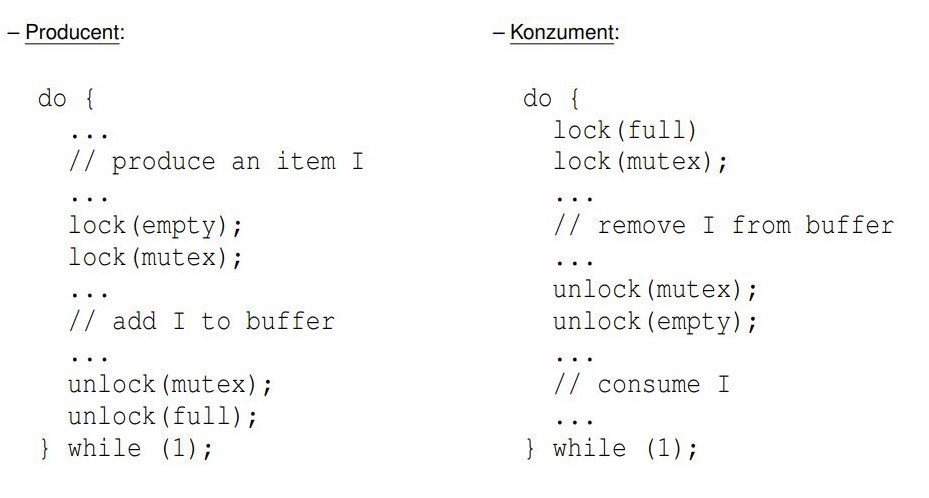 – Producent:
do {
...
// produce an item I
...
lock(empty);
lock(mutex);
...
// add I to buffer
...
unlock(mutex);
unlock(full);
} while (1);
– Konzument:
do {
lock(full)
lock(mutex);
...
// remove I from buffer
...
unlock(mutex);
unlock(empty);
...
// consume I
...
} while (1);